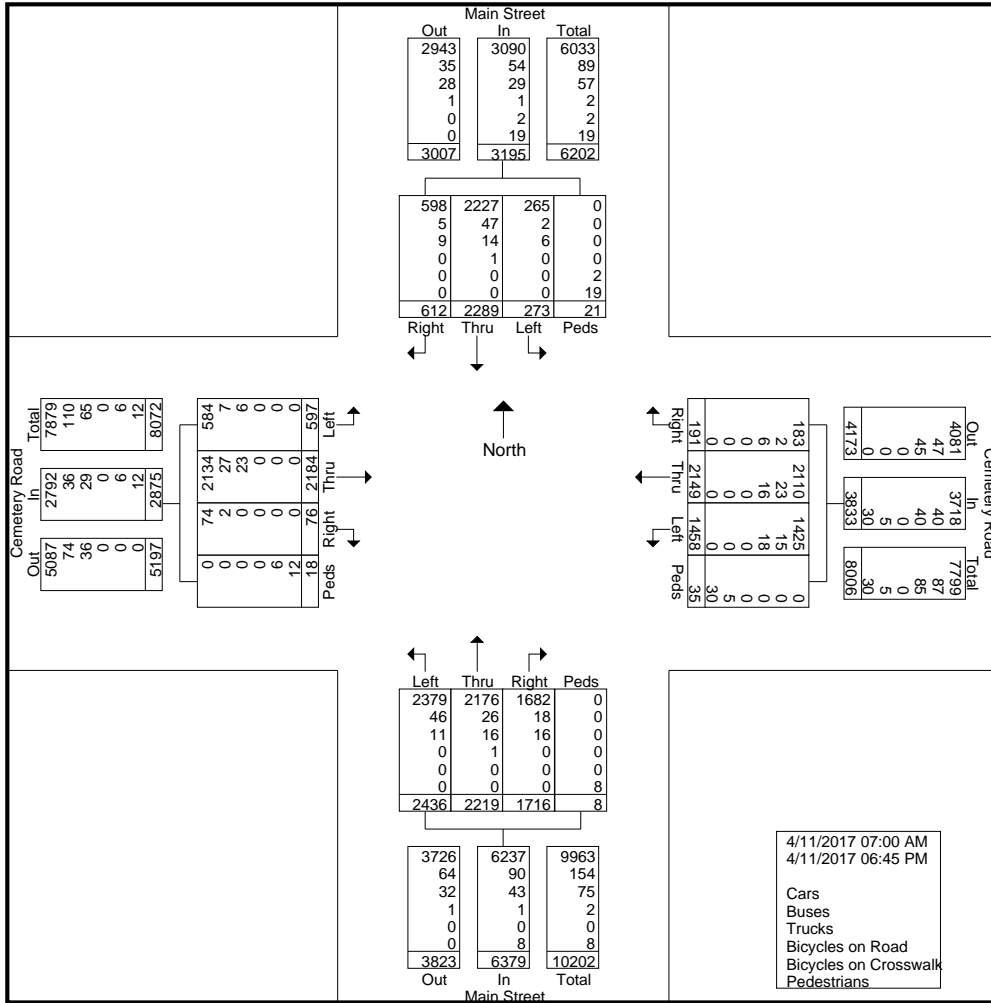 Main Street
Out In Total
2943 3090 6033
35 54 89
28 29 57
1 1 2
0 2 2
0 19 19
3007 3195 6202
598 2227 265 0
5 47 2 0
9 14 6 0
0 1 0 0
0 0 0 2
0 0 0 19
612 2289 273 21
Right Thru Left Peds
Cemetery Road
Total
7879
110
65
0
6
12
8072
In
2792
36
29
0
6
12
2875
Out
5087
74
36
0
0
0
5197
584
7
6
0
0
0
597
Left
2134
27
23
0
0
0
2184
Thru
74
2
0
0
0
0
76
Right
0
0
0
0
6
12
18
Peds
North
Right
183
2
6
0
0
0
191
Thru
2110
23
16
0
0
0
2149
Left
1425
15
18
0
0
0
1458
Peds
0
0
0
0
5
30
35
Cemetery Road
Out
4081
47
45
0
0
0
4173
In
3718
40
40
0
5
30
3833
Total
7799
87
85
0
5
30
8006
Left Thru Right Peds
2379 2176 1682 0
46 26 18 0
11 16 16 0
0 1 0 0
0 0 0 0
0 0 0 8
2436 2219 1716 8
3726 6237 9963
64 90 154
32 43 75
1 1 2
0 0 0
0 8 8
3823 6379 10202
Out In Total
Main Street
4/11/2017 07:00 AM
4/11/2017 06:45 PM
Cars
Buses
Trucks
Bicycles on Road
Bicycles on Crosswalk
Pedestrians